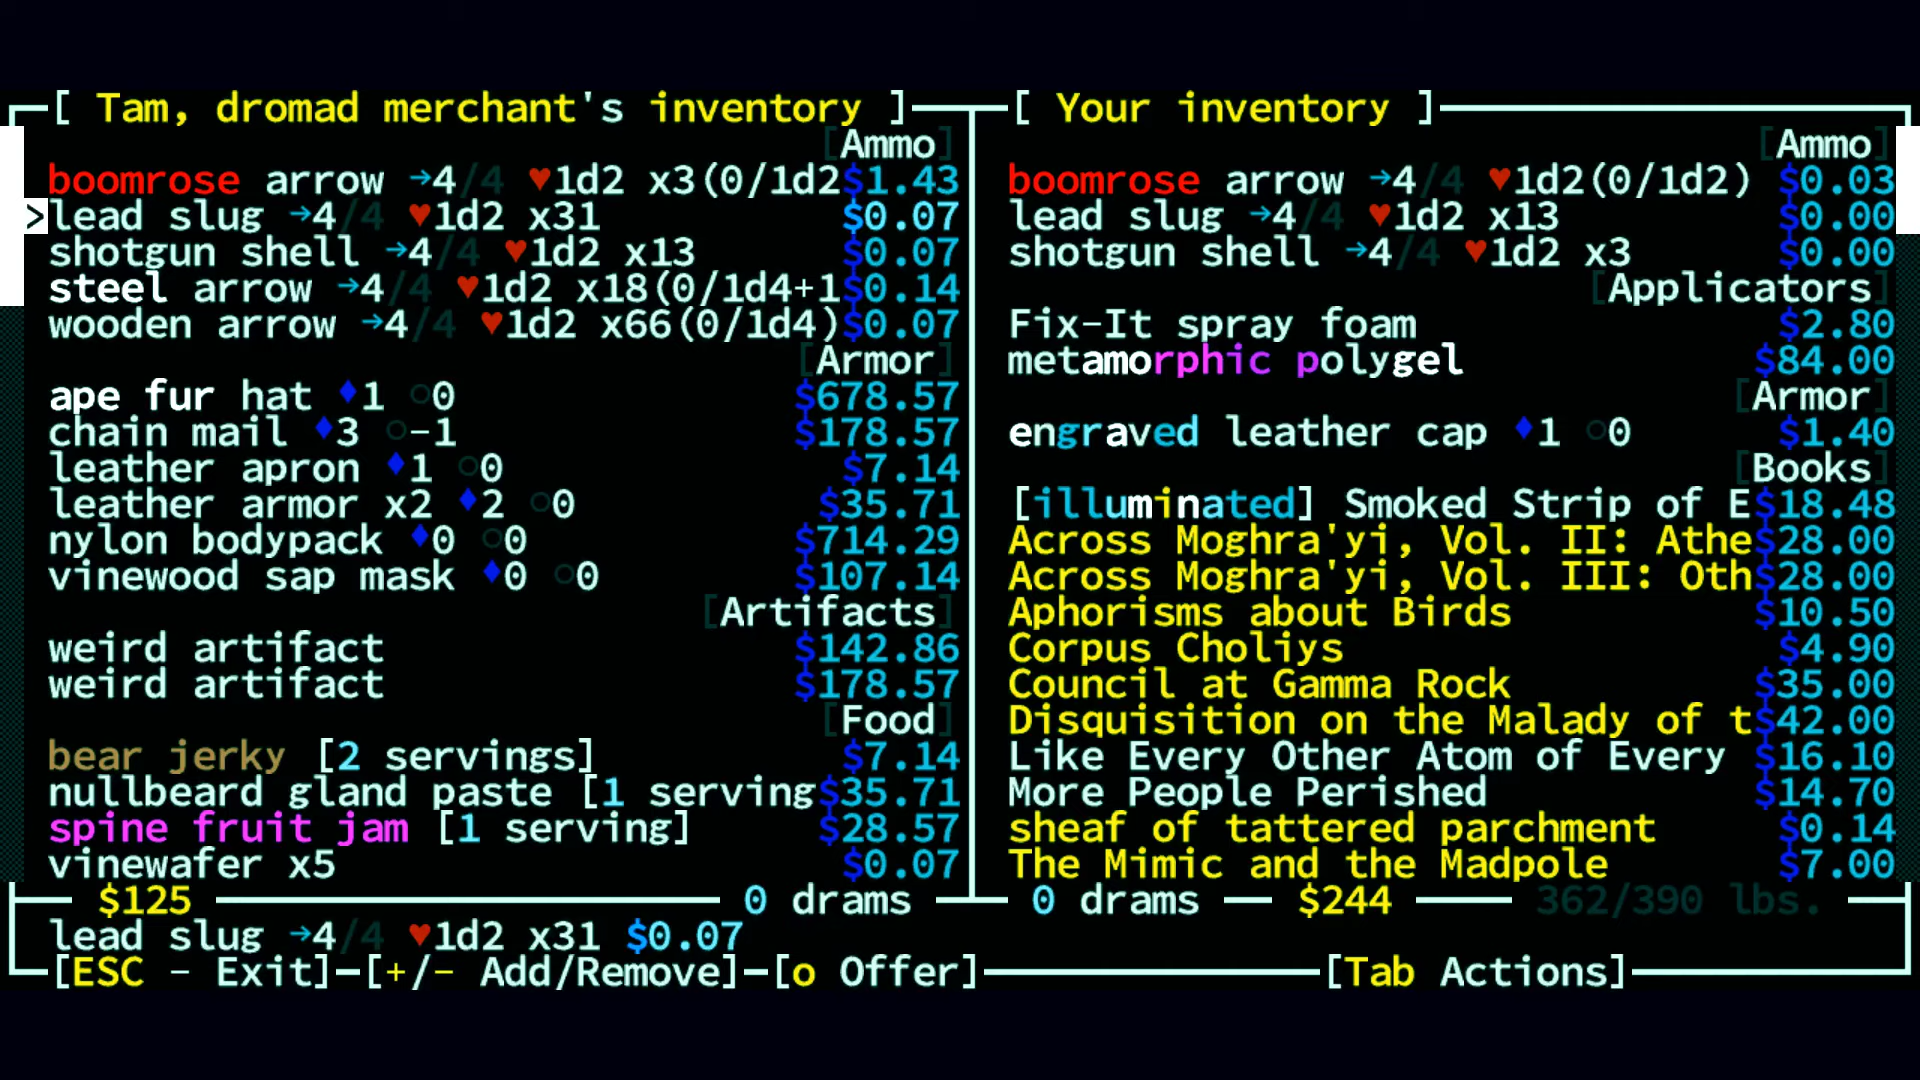 [ Tam, dromad merchant's inventory ]
[Ammo]
boomrose arrow →4/4 ♥1d2 x3(0/1d2$1.43
>lead slug →4/4 ♥1d2 x31 $0.07
shotgun shell →4/4 ♥1d2 x13 $0.07
steel arrow →4/4 ♥1d2 x18(0/1d4+1$0.14
wooden arrow →4/4 ♥1d2 x66(0/1d4)$0.07
[Armor]
ape fur hat ♦1 ○0 $678.57
chain mail ♦3 ○-1 $178.57
leather apron ♦1 ○0 $7.14
leather armor x2 ♦2 ○0 $35.71
nylon bodypack ♦0 ○0 $714.29
vinewood sap mask ♦0 ○0 $107.14
[Artifacts]
weird artifact $142.86
weird artifact $178.57
[Food]
bear jerky [2 servings] $7.14
nullbeard gland paste [1 serving$35.71
spine fruit jam [1 serving] $28.57
vinewafer x5 $0.07
$125 0 drams
[ Your inventory ]
[Ammo]
boomrose arrow →4/4 ♥1d2(0/1d2) $0.03
lead slug →4/4 ♥1d2 x13 $0.00
shotgun shell →4/4 ♥1d2 x3 $0.00
[Applicators]
Fix-It spray foam $2.80
metamorphic polygel $84.00
[Armor]
engraved leather cap ♦1 ○0 $1.40
[Books]
[illuminated] Smoked Strip of E$18.48
Across Moghra'yi, Vol. II: Athe$28.00
Across Moghra'yi, Vol. III: Oth$28.00
Aphorisms about Birds $10.50
Corpus Choliys $4.90
Council at Gamma Rock $35.00
Disquisition on the Malady of t$42.00
Like Every Other Atom of Every $16.10
More People Perished $14.70
sheaf of tattered parchment $0.14
The Mimic and the Madpole $7.00
0 drams $244 362/390 lbs.
lead slug →4/4 ♥1d2 x31 $0.07
[ESC - Exit] [+/- Add/Remove] [o Offer] [Tab Actions]